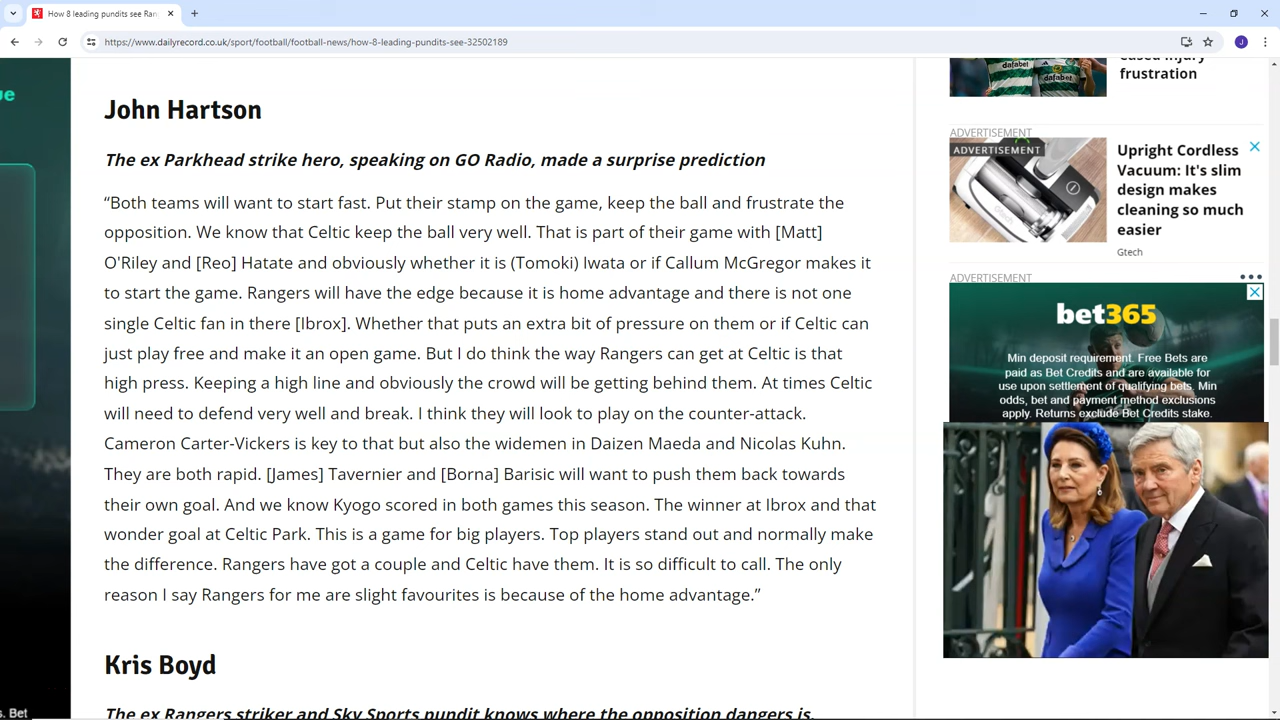 How 8 leading pundits see Ran
https://www.dailyrecord.co.uk/sport/football/football-news/how-8-leading-pundits-see-32502189
J
ue
John Hartson
The ex Parkhead strike hero, speaking on GO Radio, made a surprise prediction
“Both teams will want to start fast. Put their stamp on the game, keep the ball and frustrate the
opposition. We know that Celtic keep the ball very well. That is part of their game with [Matt]
O'Riley and [Reo] Hatate and obviously whether it is (Tomoki) Iwata or if Callum McGregor makes it
to start the game. Rangers will have the edge because it is home advantage and there is not one
single Celtic fan in there [Ibrox]. Whether that puts an extra bit of pressure on them or if Celtic can
just play free and make it an open game. But I do think the way Rangers can get at Celtic is that
high press. Keeping a high line and obviously the crowd will be getting behind them. At times Celtic
will need to defend very well and break. I think they will look to play on the counter-attack.
Cameron Carter-Vickers is key to that but also the widemen in Daizen Maeda and Nicolas Kuhn.
They are both rapid. [James] Tavernier and [Borna] Barisic will want to push them back towards
their own goal. And we know Kyogo scored in both games this season. The winner at Ibrox and that
wonder goal at Celtic Park. This is a game for big players. Top players stand out and normally make
the difference. Rangers have got a couple and Celtic have them. It is so difficult to call. The only
reason I say Rangers for me are slight favourites is because of the home advantage.”
Kris Boyd
The ex Rangers striker and Sky Sports pundit knows where the opposition dangers is.
s. Bet
dafabet
dafabet
frustration
ADVERTISEMENT
ADVERTISEMENT
Upright Cordless
Vacuum: It's slim
design makes
cleaning so much
easier
Gtech
ADVERTISEMENT
bet365
Min deposit requirement. Free Bets are
paid as Bet Credits and are available for
use upon settlement of qualifying bets. Min
odds, bet and payment method exclusions
apply. Returns exclude Bet Credits stake.